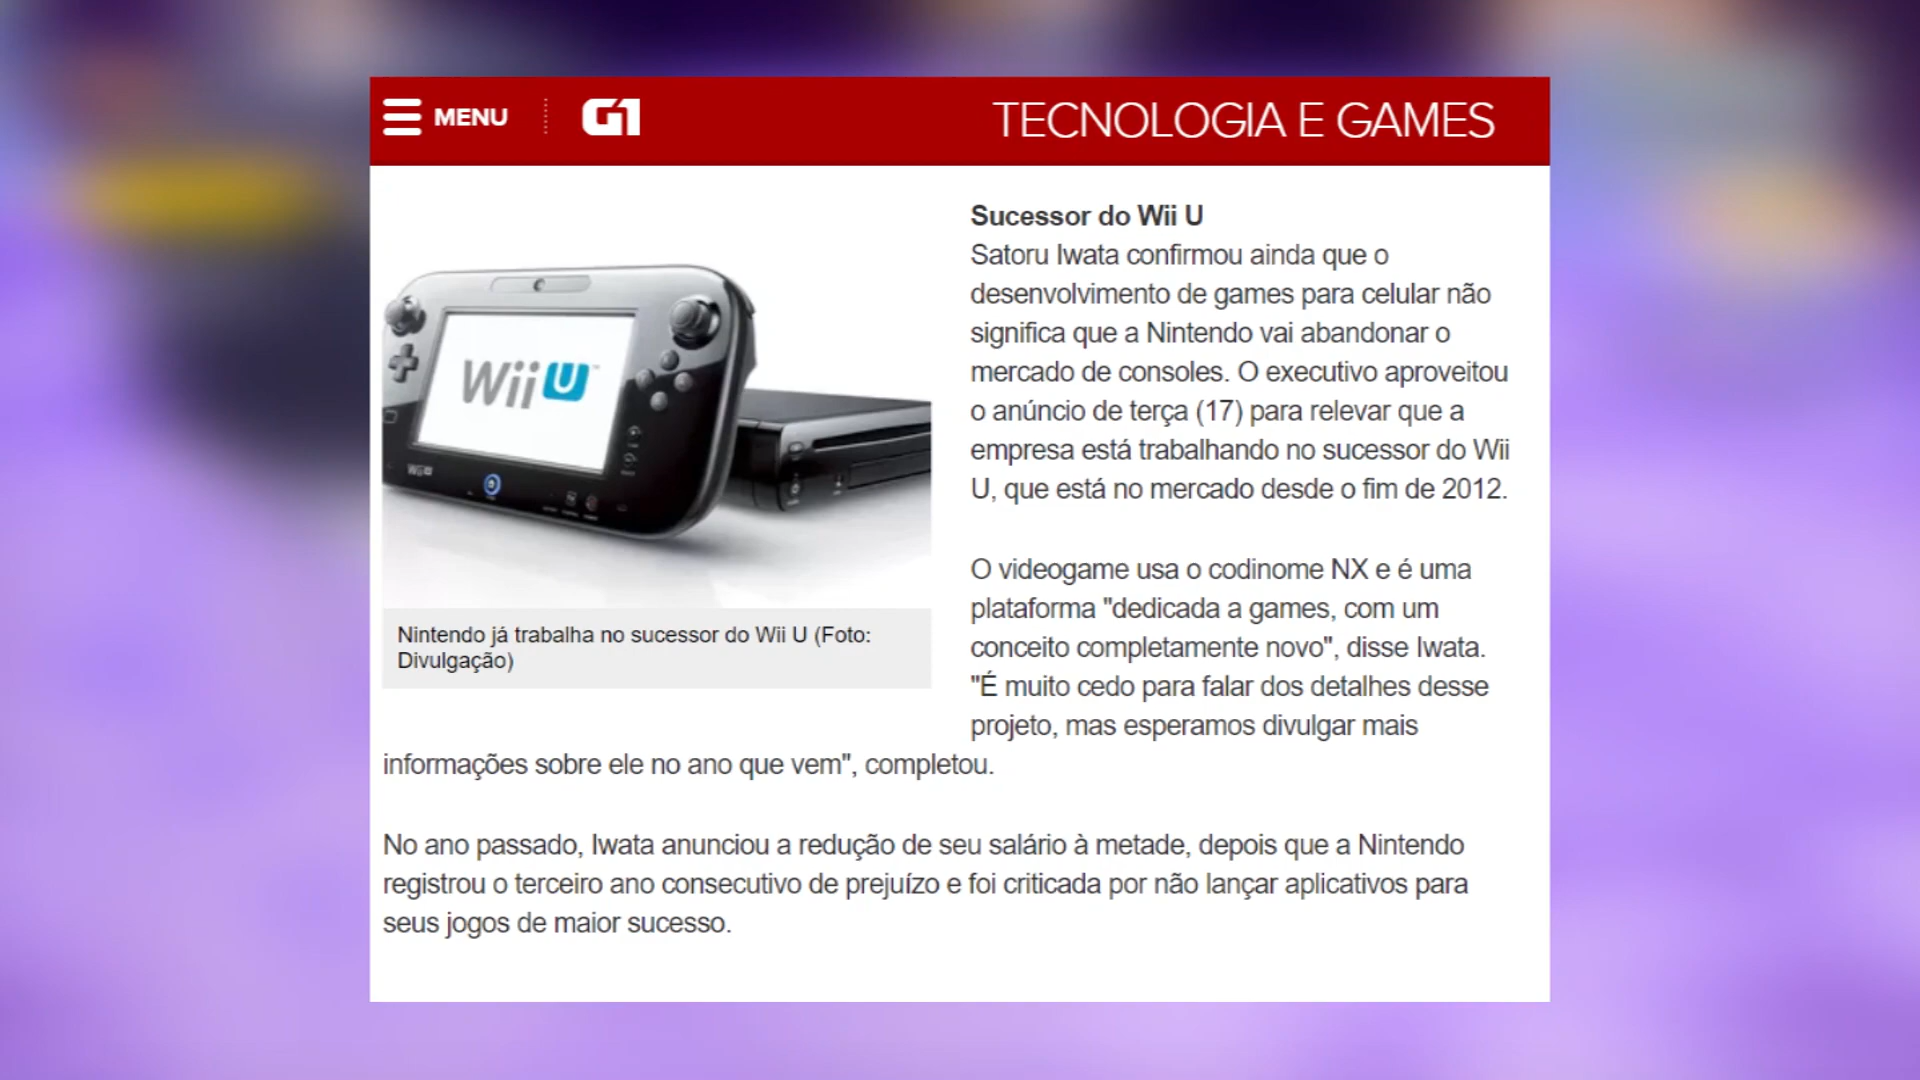 MENU
G1
TECNOLOGIA E GAMES
Wii U
Wii U
Nintendo já trabalha no sucessor do Wii U (Foto:
Divulgação)
Sucessor do Wii U
Satoru Iwata confirmou ainda que o
desenvolvimento de games para celular não
significa que a Nintendo vai abandonar o
mercado de consoles. O executivo aproveitou
o anúncio de terça (17) para relevar que a
empresa está trabalhando no sucessor do Wii
U, que está no mercado desde o fim de 2012.
O videogame usa o codinome NX e é uma
plataforma "dedicada a games, com um
conceito completamente novo", disse Iwata.
"É muito cedo para falar dos detalhes desse
projeto, mas esperamos divulgar mais
informações sobre ele no ano que vem", completou.
No ano passado, Iwata anunciou a redução de seu salário à metade, depois que a Nintendo
registrou o terceiro ano consecutivo de prejuízo e foi criticada por não lançar aplicativos para
seus jogos de maior sucesso.